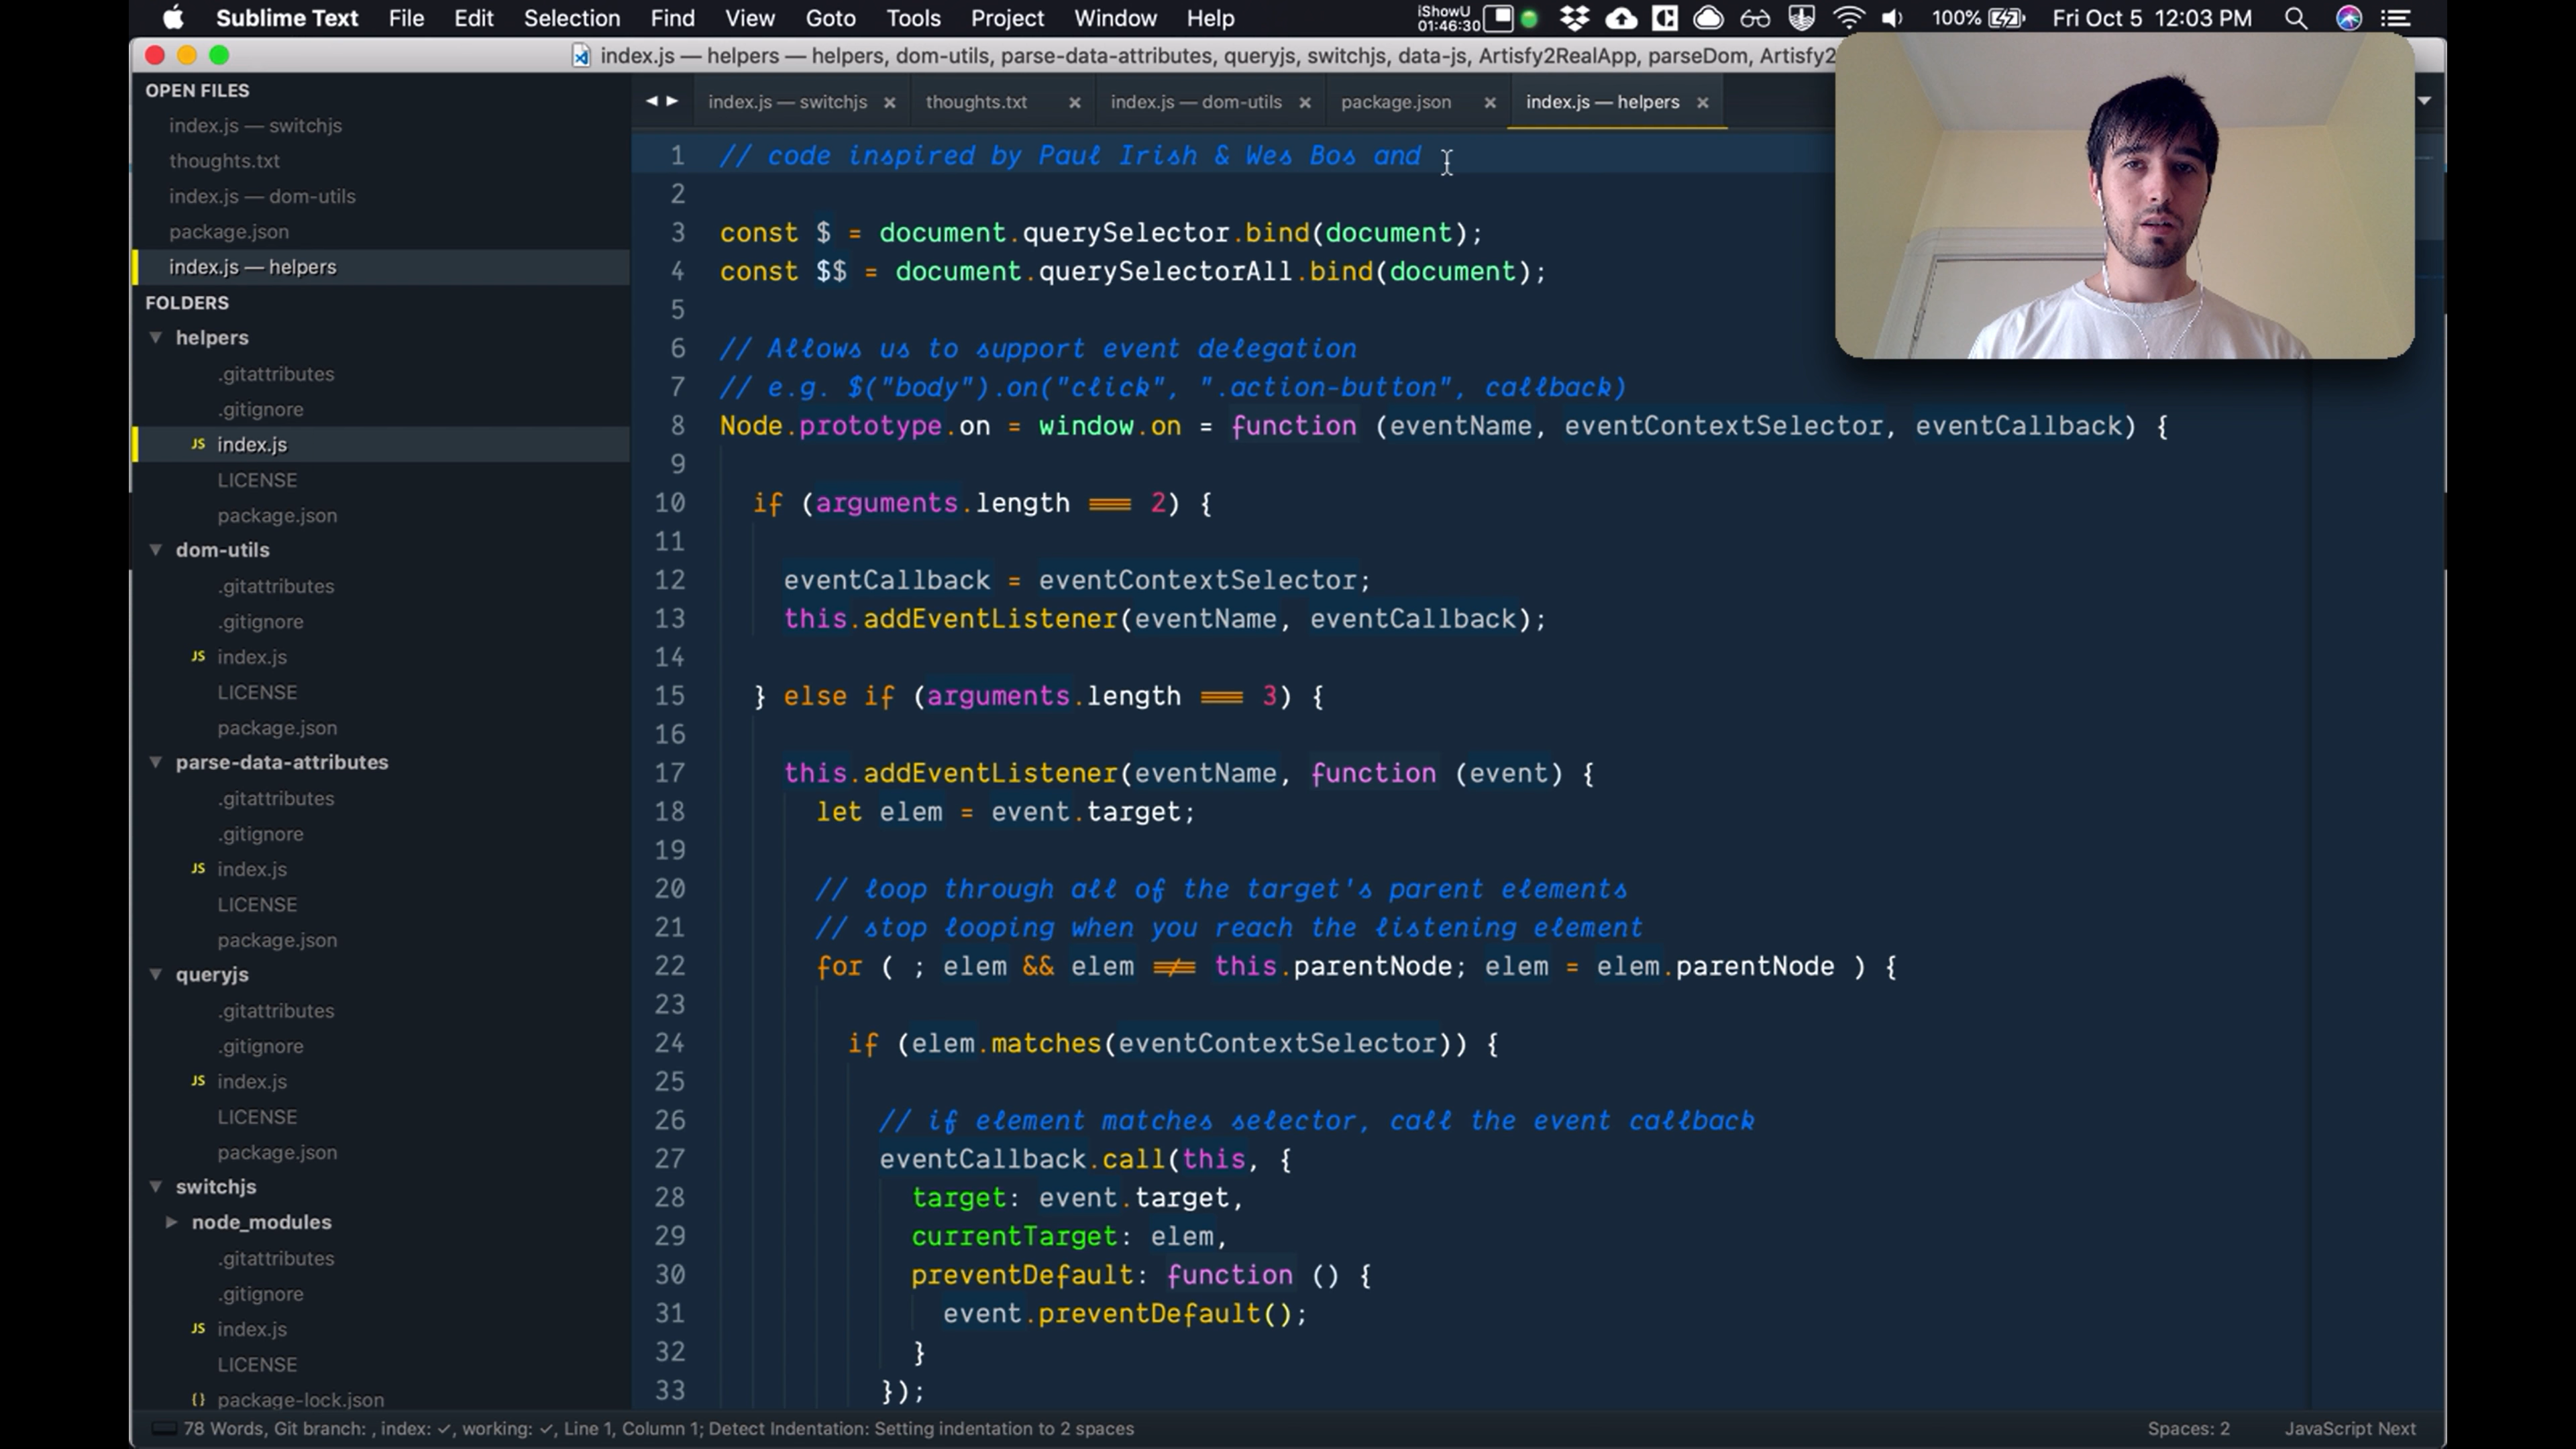 Sublime Text File Edit Selection Find View Goto Tools Project Window Help iShowU 01:46:30 100% Fri Oct 5 12:03 PM
index.js — helpers — helpers, dom-utils, parse-data-attributes, queryjs, switchjs, data-js, Artisfy2RealApp, parseDom, Artisfy2
OPEN FILES
index.js — switchjs
thoughts.txt
index.js — dom-utils
package.json
index.js — helpers
FOLDERS
helpers
.gitattributes
.gitignore
JS index.js
LICENSE
package.json
dom-utils
.gitattributes
.gitignore
JS index.js
LICENSE
package.json
parse-data-attributes
.gitattributes
.gitignore
JS index.js
LICENSE
package.json
queryjs
.gitattributes
.gitignore
JS index.js
LICENSE
package.json
switchjs
node_modules
.gitattributes
.gitignore
JS index.js
LICENSE
{} package-lock.json
index.js — switchjs × thoughts.txt × index.js — dom-utils × package.json × index.js — helpers ×
1 // code inspired by Paul Irish & Wes Bos and
2
3 const $ = document.querySelector.bind(document);
4 const $$ = document.querySelectorAll.bind(document);
5
6 // Allows us to support event delegation
7 // e.g. $("body").on("click", ".action-button", callback)
8 Node.prototype.on = window.on = function (eventName, eventContextSelector, eventCallback) {
9
10 if (arguments.length === 2) {
11
12 eventCallback = eventContextSelector;
13 this.addEventListener(eventName, eventCallback);
14
15 } else if (arguments.length === 3) {
16
17 this.addEventListener(eventName, function (event) {
18 let elem = event.target;
19
20 // loop through all of the target's parent elements
21 // stop looping when you reach the listening element
22 for ( ; elem && elem !== this.parentNode; elem = elem.parentNode ) {
23
24 if (elem.matches(eventContextSelector)) {
25
26 // if element matches selector, call the event callback
27 eventCallback.call(this, {
28 target: event.target,
29 currentTarget: elem,
30 preventDefault: function () {
31 event.preventDefault();
32 }
33 });
78 Words, Git branch: , index: ✓, working: ✓, Line 1, Column 1; Detect Indentation: Setting indentation to 2 spaces Spaces: 2 JavaScript Next